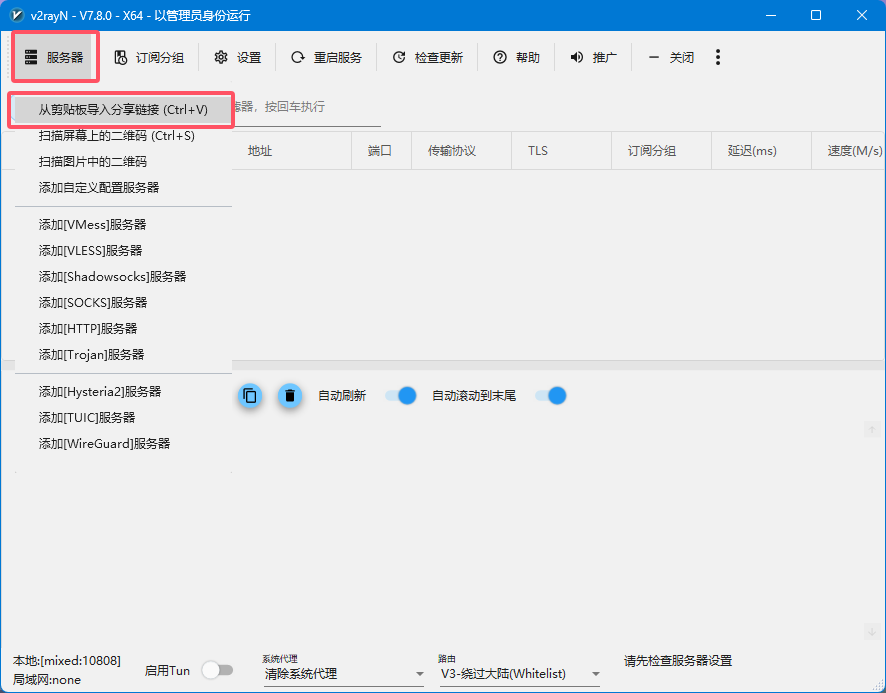 v2rayN - V7.8.0 - X64 - 以管理员身份运行
服务器 订阅分组 设置 重启服务 检查更新 帮助 推广 关闭
从剪贴板导入分享链接 (Ctrl+V)
器，按回车执行
扫描屏幕上的二维码 (Ctrl+S)
扫描图片中的二维码
添加自定义配置服务器
地址 端口 传输协议 TLS 订阅分组 延迟(ms) 速度(M/s)
添加[VMess]服务器
添加[VLESS]服务器
添加[Shadowsocks]服务器
添加[SOCKS]服务器
添加[HTTP]服务器
添加[Trojan]服务器
添加[Hysteria2]服务器
添加[TUIC]服务器
添加[WireGuard]服务器
自动刷新 自动滚动到末尾
本地:[mixed:10808]
局域网:none
启用Tun
系统代理
清除系统代理
路由
V3-绕过大陆(Whitelist)
请先检查服务器设置